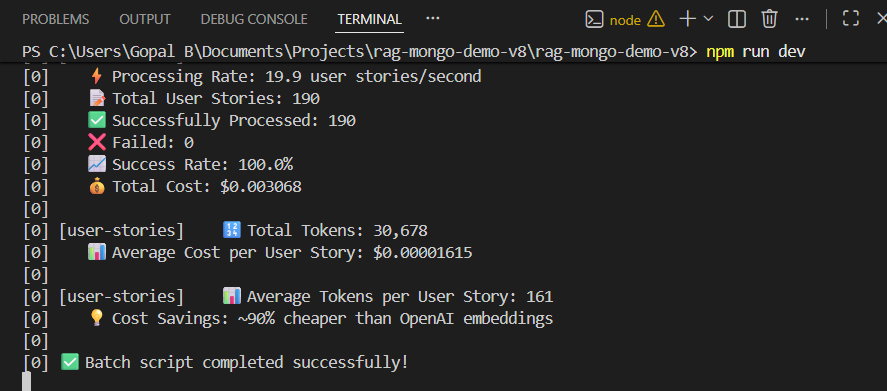 PROBLEMS OUTPUT DEBUG CONSOLE TERMINAL ... node
PS C:\Users\Gopal B\Documents\Projects\rag-mongo-demo-v8\rag-mongo-demo-v8> npm run dev
[0] ⚡ Processing Rate: 19.9 user stories/second
[0] 📝 Total User Stories: 190
[0] ✅ Successfully Processed: 190
[0] ❌ Failed: 0
[0] 📈 Success Rate: 100.0%
[0] 💰 Total Cost: $0.003068
[0]
[0] [user-stories] 🔢 Total Tokens: 30,678
[0] 📊 Average Cost per User Story: $0.00001615
[0]
[0] [user-stories] 📊 Average Tokens per User Story: 161
[0] 💡 Cost Savings: ~90% cheaper than OpenAI embeddings
[0]
[0] ✅ Batch script completed successfully!